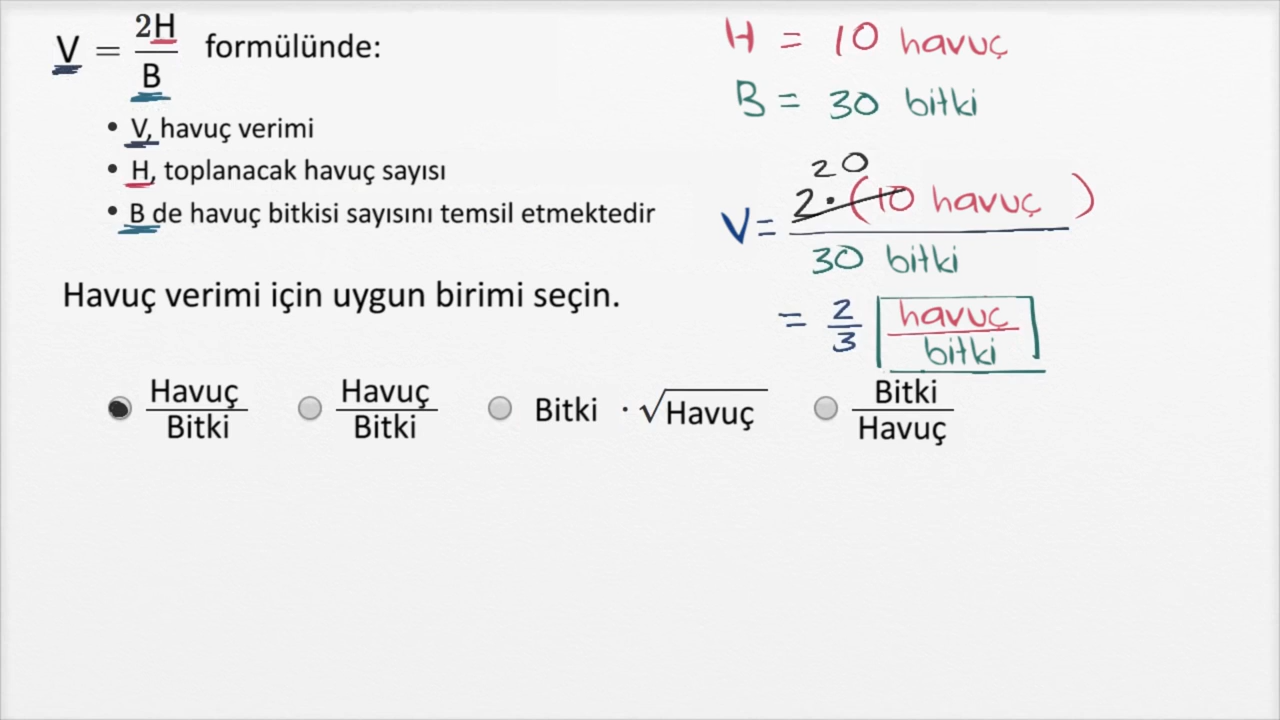 V = 2H / B formülünde:
• V, havuç verimi
• H, toplanacak havuç sayısı
• B de havuç bitkisi sayısını temsil etmektedir
Havuç verimi için uygun birimi seçin.
Havuç / Bitki
Havuç / Bitki
Bitki · √Havuç
Bitki / Havuç
H = 10 havuç
B = 30 bitki
20
V = 2·(10 havuç) / 30 bitki
= 2/3 havuç / bitki